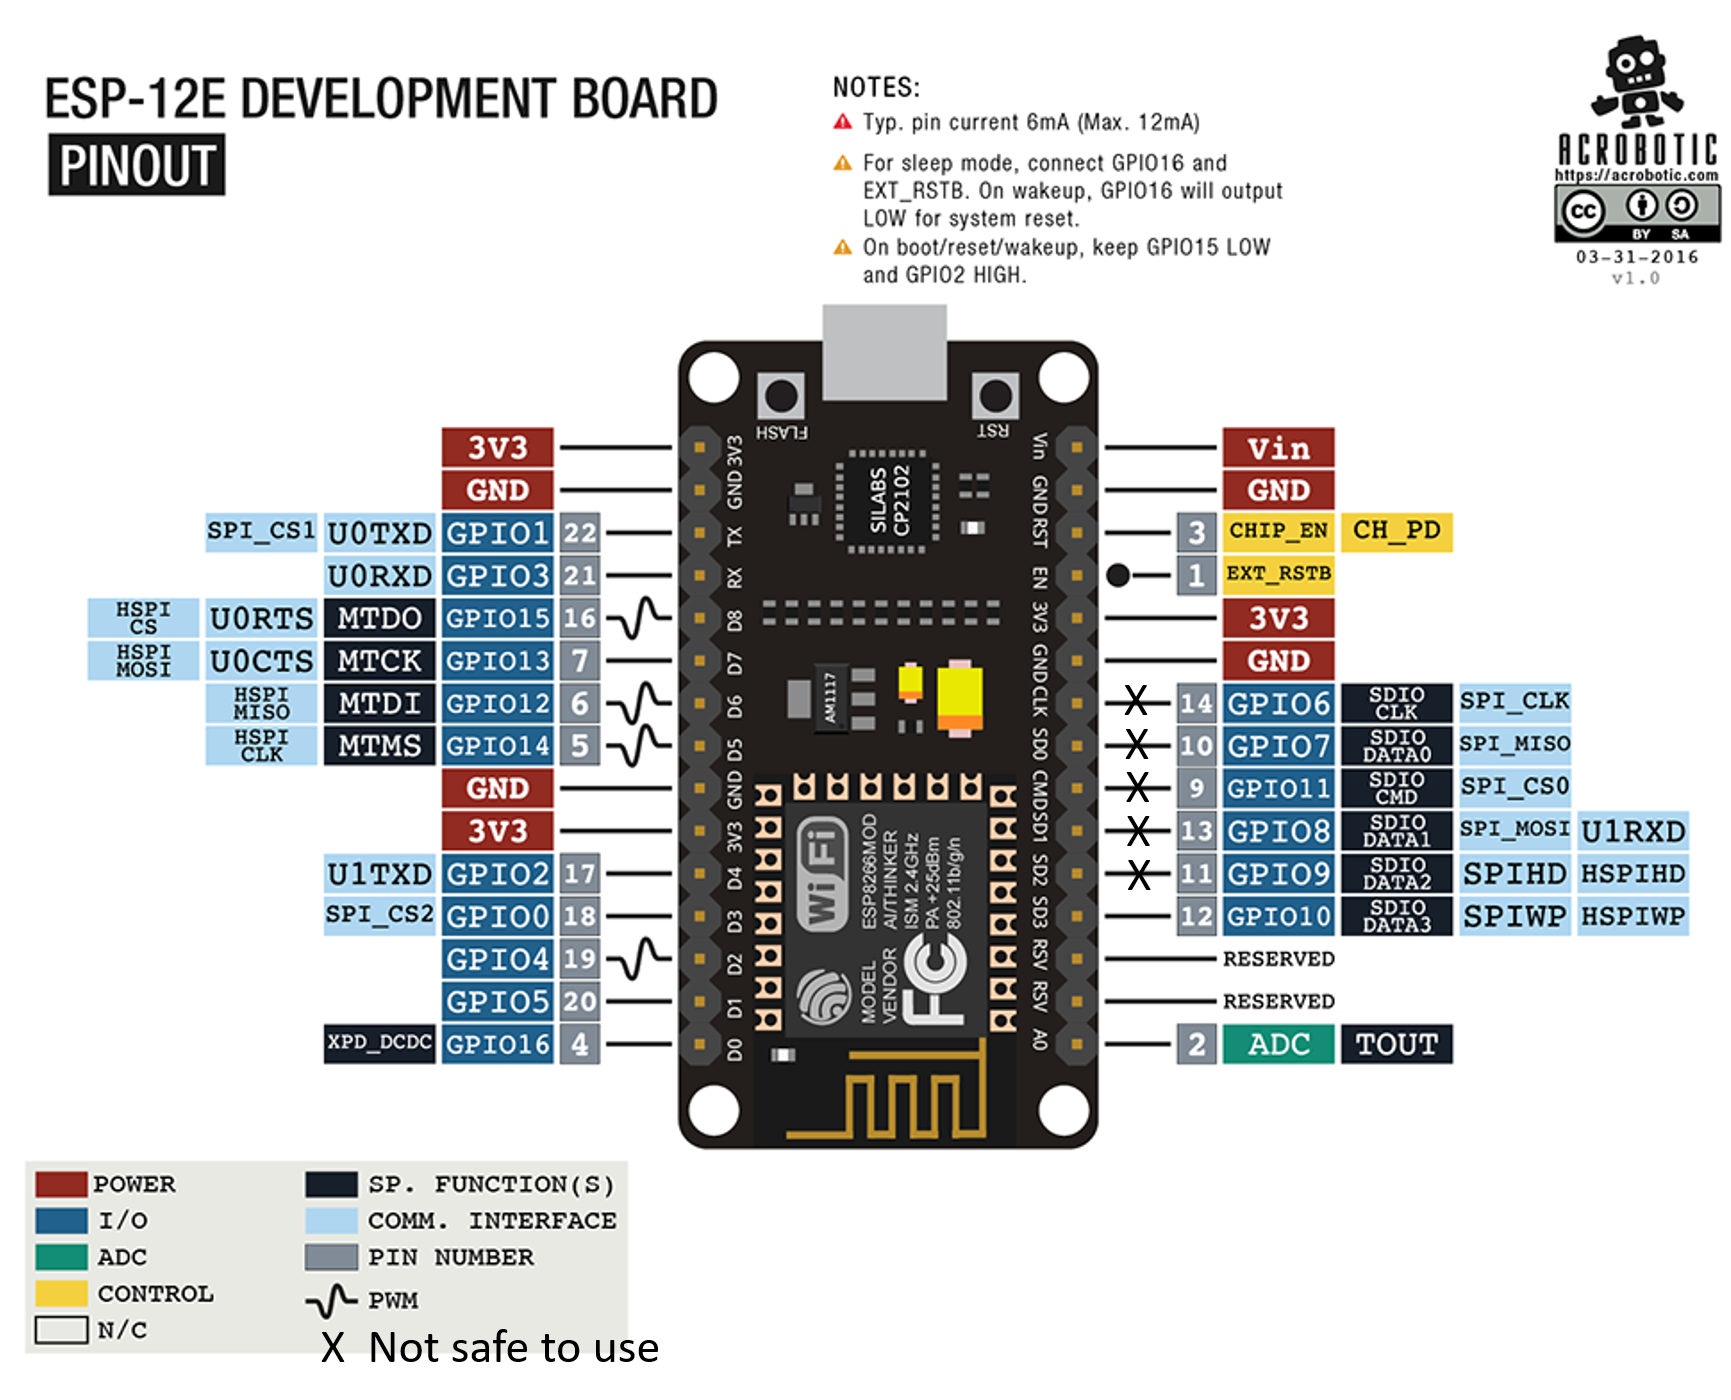 ESP-12E DEVELOPMENT BOARD
PINOUT
NOTES:
Typ. pin current 6mA (Max. 12mA)
For sleep mode, connect GPIO16 and
EXT_RSTB. On wakeup, GPIO16 will output
LOW for system reset.
On boot/reset/wakeup, keep GPIO15 LOW
and GPIO2 HIGH.
ACROBOTIC
https://acrobotic.com
cc
BY SA
03-31-2016
v1.0
FLASH
RST
3V3
GND
SPI_CS1 U0TXD GPIO1 22
U0RXD GPIO3 21
HSPI CS U0RTS MTDO GPIO15 16
HSPI MOSI U0CTS MTCK GPIO13 7
HSPI MISO MTDI GPIO12 6
HSPI CLK MTMS GPIO14 5
GND
3V3
U1TXD GPIO2 17
SPI_CS2 GPIO0 18
GPIO4 19
GPIO5 20
XPD_DCDC GPIO16 4
3V3
GND
TX
RX
D8
D7
D6
D5
GND
3V3
D4
D3
D2
D1
D0
SILABS
CP2102
AM1117
WiFi
MODEL ESP8266MOD
VENDOR AI/THINKER
ISM 2.4GHz
PA +25dBm
802.11b/g/n
FC
Vin
GND
RST
EN
3V3
GND
CLK
SD0
CMD
SD1
SD2
SD3
RSV
RSV
A0
Vin
GND
3 CHIP_EN CH_PD
1 EXT_RSTB
3V3
GND
X 14 GPIO6 SDIO CLK SPI_CLK
X 10 GPIO7 SDIO DATA0 SPI_MISO
X 9 GPIO11 SDIO CMD SPI_CS0
X 13 GPIO8 SDIO DATA1 SPI_MOSI U1RXD
X 11 GPIO9 SDIO DATA2 SPIHD HSPIHD
12 GPIO10 SDIO DATA3 SPIWP HSPIWP
RESERVED
RESERVED
2 ADC TOUT
POWER
I/O
ADC
CONTROL
N/C
SP. FUNCTION(S)
COMM. INTERFACE
PIN NUMBER
PWM
X Not safe to use